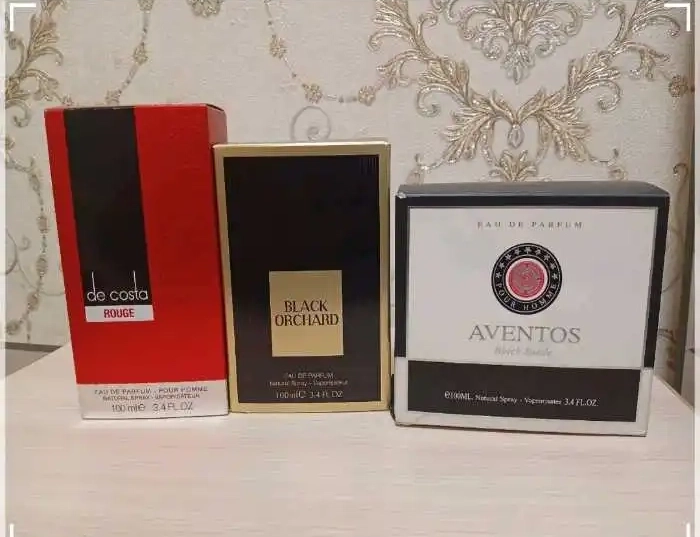 de costa
ROUGE
EAU DE PARFUM - POUR HOMME
NATURAL SPRAY - VAPORISATEUR
100 ml e 3.4 FL.OZ
BLACK
ORCHARD
EAU DE PARFUM
Natural Spray - Vaporisateur
100 ml e 3.4 FL.OZ
EAU DE PARFUM
POUR HOMME
AVENTOS
e100ML. Natural Spray - Vaporisater 3.4 FL.OZ.